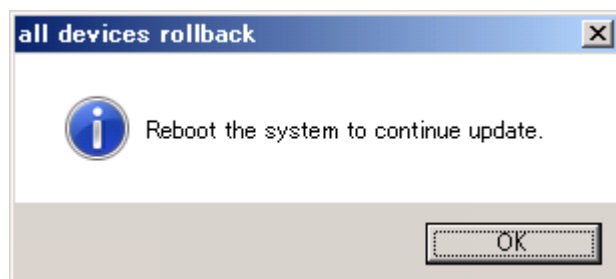 all devices rollback
Reboot the system to continue update.
OK